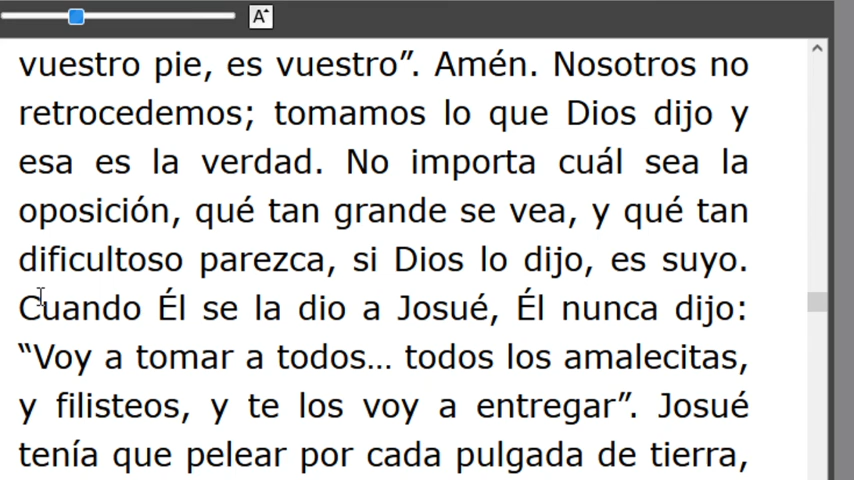 A
vuestro pie, es vuestro”. Amén. Nosotros no
retrocedemos; tomamos lo que Dios dijo y
esa es la verdad. No importa cuál sea la
oposición, qué tan grande se vea, y qué tan
dificultoso parezca, si Dios lo dijo, es suyo.
Cuando Él se la dio a Josué, Él nunca dijo:
“Voy a tomar a todos... todos los amalecitas,
y filisteos, y te los voy a entregar”. Josué
tenía que pelear por cada pulgada de tierra,